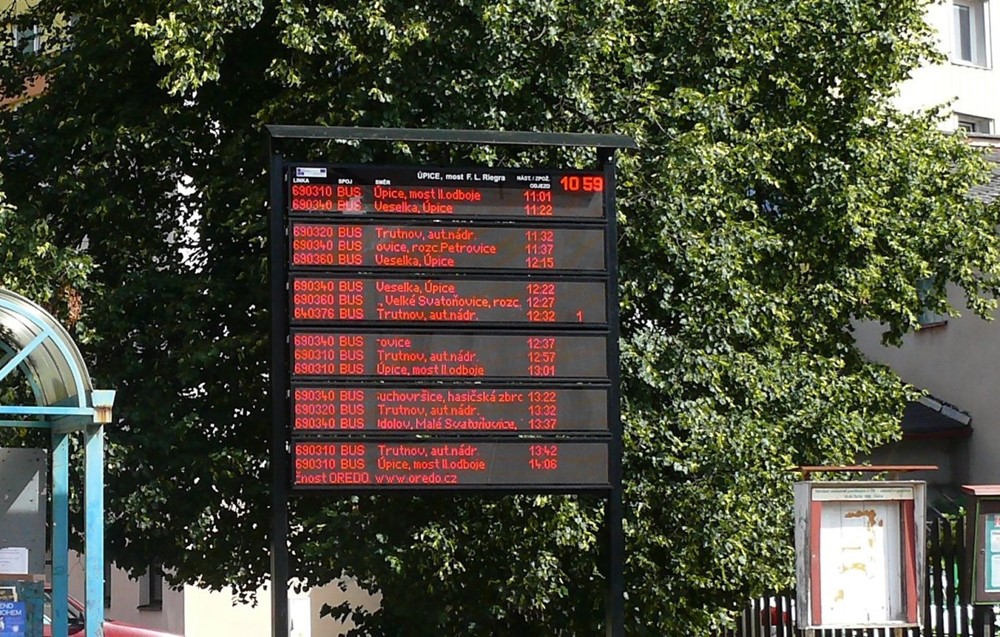 ÚPICE, most F. L. Riegra
LINKA SPOJ SMĚR NÁST./ZPOŽ. ODJEZD
10 59
690310 BUS Úpice, most II.odboje 11:01
690340 BUS Veselka, Úpice 11:22
690320 BUS Trutnov, aut.nádr. 11:32
690340 BUS ovice, rozc.Petrovice 11:37
690360 BUS Veselka, Úpice 12:15
690340 BUS Veselka, Úpice 12:22
690360 BUS , Velké Svatoňovice, rozc. 12:27
640376 BUS Trutnov, aut.nádr. 12:32 1
690340 BUS ovice 12:37
690310 BUS Trutnov, aut.nádr. 12:57
690310 BUS Úpice, most II.odboje 13:01
690340 BUS uchovršice, hasičská zbro 13:22
690320 BUS Trutnov, aut.nádr. 13:32
690340 BUS dolov, Malé Svatoňovice, 13:37
690310 BUS Trutnov, aut.nádr. 13:42
690310 BUS Úpice, most II.odboje 14:06
čnost OREDO www.oredo.cz